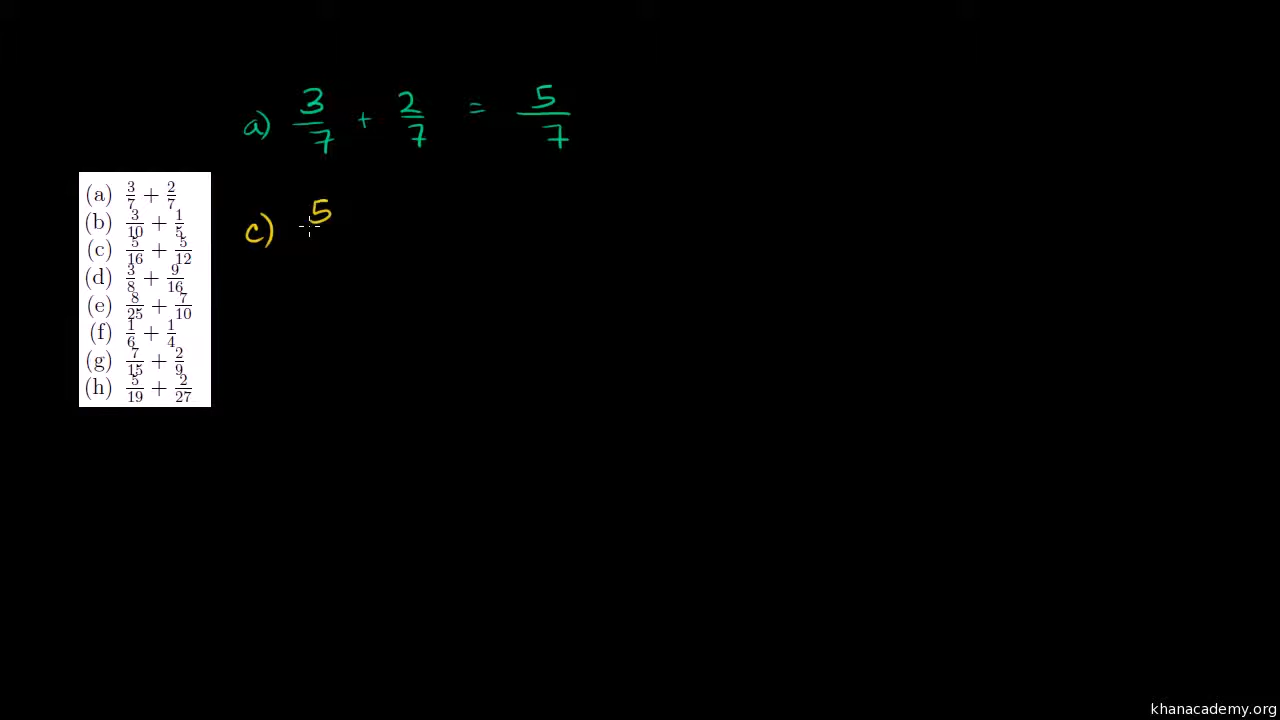 a) 3/7 + 2/7 = 5/7
(a) 3/7 + 2/7
(b) 3/10 + 1/5
c) 5
(c) 5/16 + 5/12
(d) 3/8 + 9/16
(e) 8/25 + 7/10
(f) 1/6 + 1/4
(g) 7/15 + 2/9
(h) 5/19 + 2/27
khanacademy.org